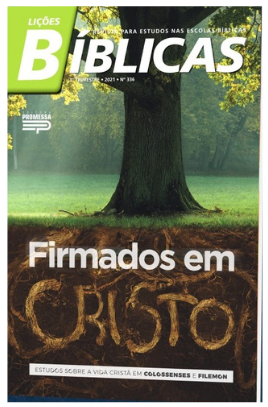 LIÇÕES
BÍBLICAS
REVISTA PARA ESTUDOS NAS ESCOLAS BÍBLICAS
TRIMESTRE • 2021 • Nº 336
PROMESSA
Firmados em
CRISTO
ESTUDOS SOBRE A VIDA CRISTÃ EM COLOSSENSES E FILEMON